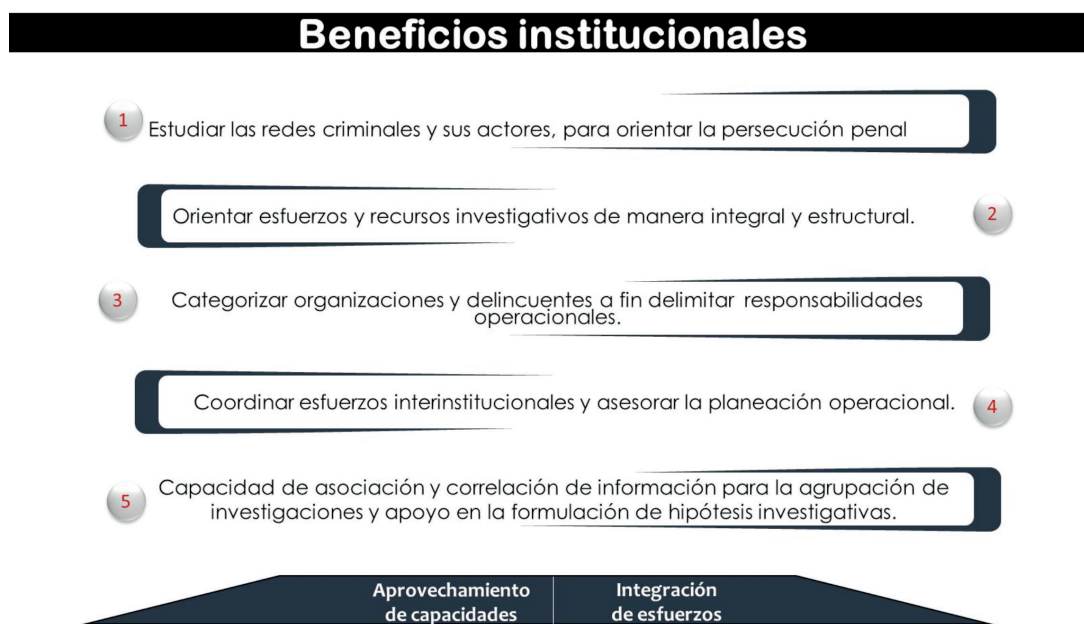 Beneficios institucionales
1
Estudiar las redes criminales y sus actores, para orientar la persecución penal
Orientar esfuerzos y recursos investigativos de manera integral y estructural.
2
3
Categorizar organizaciones y delincuentes a fin delimitar responsabilidades
operacionales.
Coordinar esfuerzos interinstitucionales y asesorar la planeación operacional.
4
5
Capacidad de asociación y correlación de información para la agrupación de
investigaciones y apoyo en la formulación de hipótesis investigativas.
Aprovechamiento
de capacidades
Integración
de esfuerzos